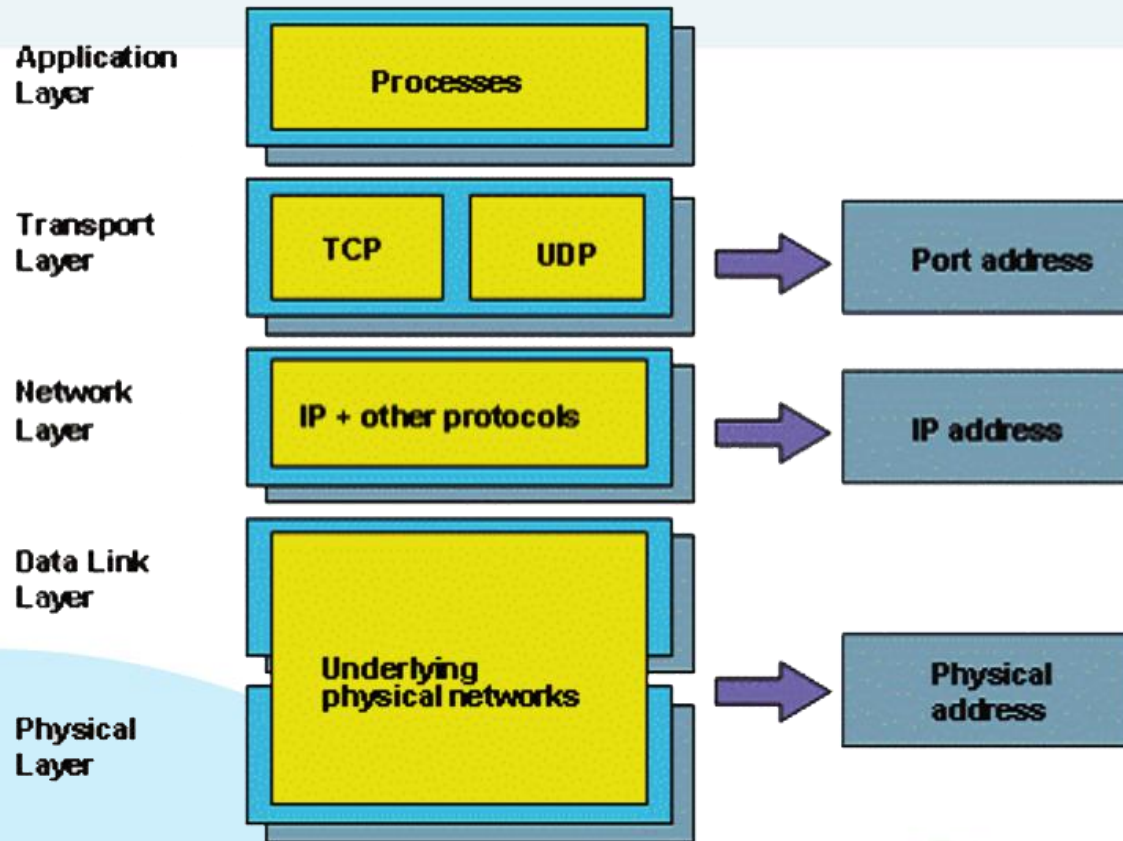 Application
Layer
Processes
Transport
Layer
TCP
UDP
Port address
Network
Layer
IP + other protocols
IP address
Data Link
Layer
Underlying
physical networks
Physical
address
Physical
Layer